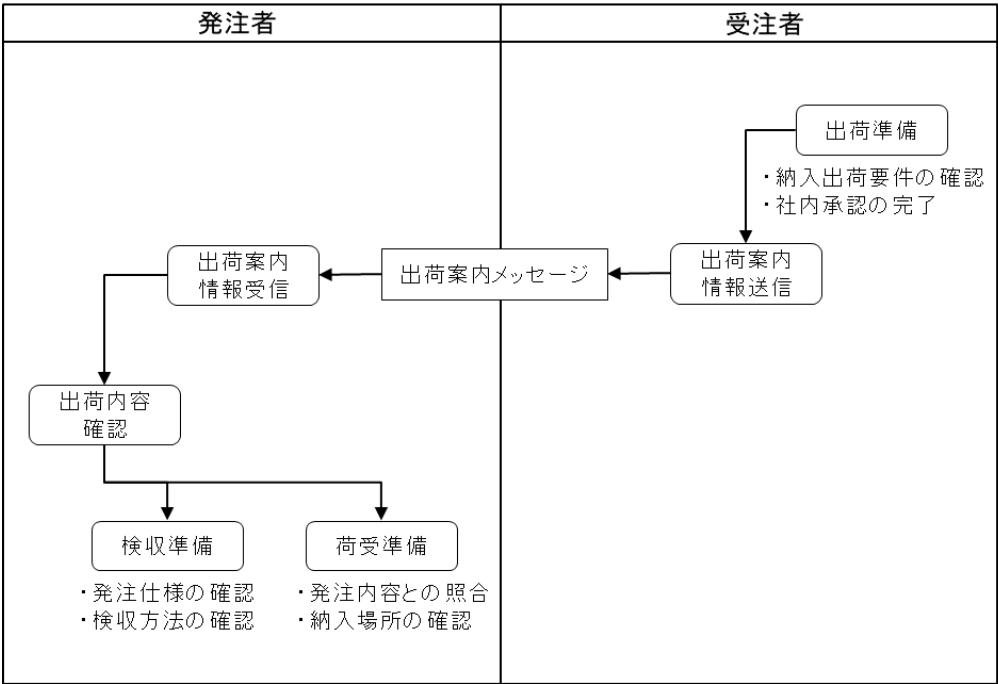 発注者
受注者
出荷準備
・納入出荷要件の確認
・社内承認の完了
出荷案内
情報送信
出荷案内メッセージ
出荷案内
情報受信
出荷内容
確認
検収準備
・発注仕様の確認
・検収方法の確認
荷受準備
・発注内容との照合
・納入場所の確認